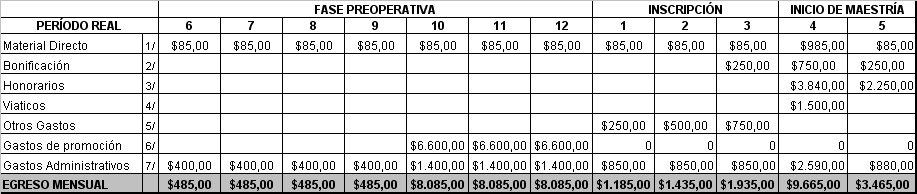 FASE PREOPERATIVA INSCRIPCIÓN INICIO DE MAESTRÍA
PERÍODO REAL 6 7 8 9 10 11 12 1 2 3 4 5
Material Directo 1/ $85,00 $85,00 $85,00 $85,00 $85,00 $85,00 $85,00 $85,00 $85,00 $85,00 $985,00 $85,00
Bonificación 2/ $250,00 $750,00 $250,00
Honorarios 3/ $3.840,00 $2.250,00
Viaticos 4/ $1.500,00
Otros Gastos 5/ $250,00 $500,00 $750,00
Gastos de promoción 6/ $6.600,00 $6.600,00 $6.600,00 0 0 0 0 0
Gastos Administrativos 7/ $400,00 $400,00 $400,00 $400,00 $1.400,00 $1.400,00 $1.400,00 $850,00 $850,00 $850,00 $2.590,00 $880,00
EGRESO MENSUAL $485,00 $485,00 $485,00 $485,00 $8.085,00 $8.085,00 $8.085,00 $1.185,00 $1.435,00 $1.935,00 $9.665,00 $3.465,00